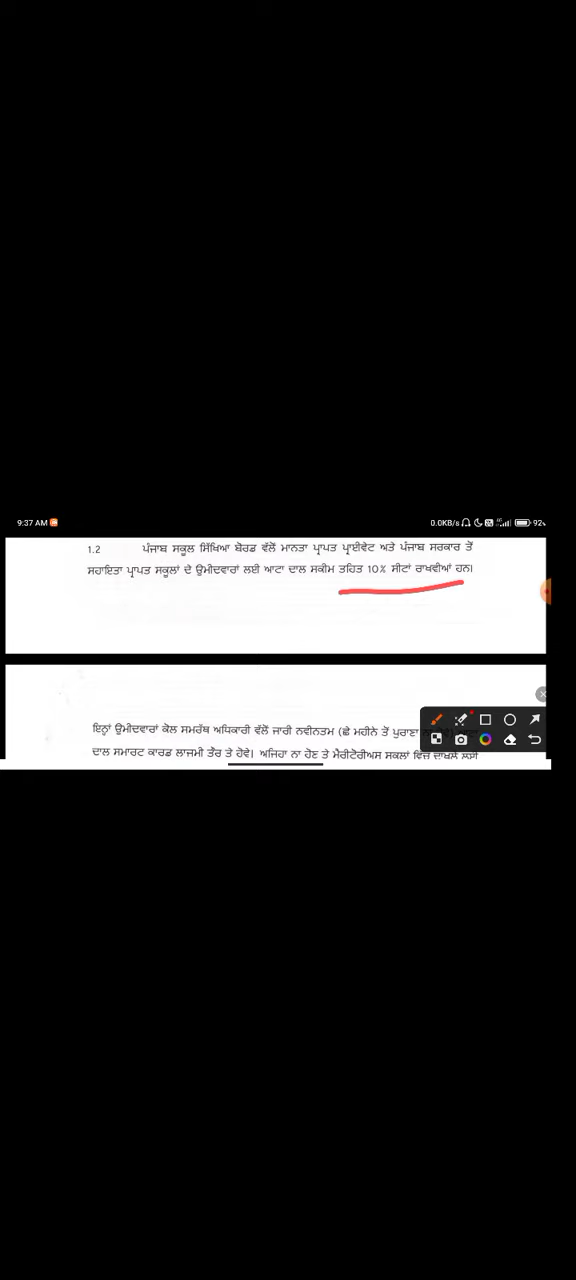 9:37 AM
0.0KB/s 92%
1.2 ਪੰਜਾਬ ਸਕੂਲ ਸਿੱਖਿਆ ਬੋਰਡ ਵੱਲੋਂ ਮਾਨਤਾ ਪ੍ਰਾਪਤ ਪ੍ਰਾਈਵੇਟ ਅਤੇ ਪੰਜਾਬ ਸਰਕਾਰ ਤੋਂ
ਸਹਾਇਤਾ ਪ੍ਰਾਪਤ ਸਕੂਲਾਂ ਦੇ ਉਮੀਦਵਾਰਾਂ ਲਈ ਆਟਾ ਦਾਲ ਸਕੀਮ ਤਹਿਤ 10% ਸੀਟਾਂ ਰਾਖਵੀਆਂ ਹਨ।
ਇਨ੍ਹਾਂ ਉਮੀਦਵਾਰਾਂ ਕੋਲ ਸਮਰੱਥ ਅਧਿਕਾਰੀ ਵੱਲੋਂ ਜਾਰੀ ਨਵੀਨਤਮ (ਛੇ ਮਹੀਨੇ ਤੋਂ ਪੁਰਾਣਾ
ਦਾਲ ਸਮਾਰਟ ਕਾਰਡ ਲਾਜਮੀ ਤੌਰ ਤੇ ਹੋਵੇ। ਅਜਿਹਾ ਨਾ ਹੋਣ ਤੇ ਮੈਰੀਟੋਰੀਅਸ ਸਕੂਲਾਂ ਵਿਚ ਦਾਖਲੇ ਲਈ